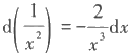 d(1/x²) = -2/x³ dx